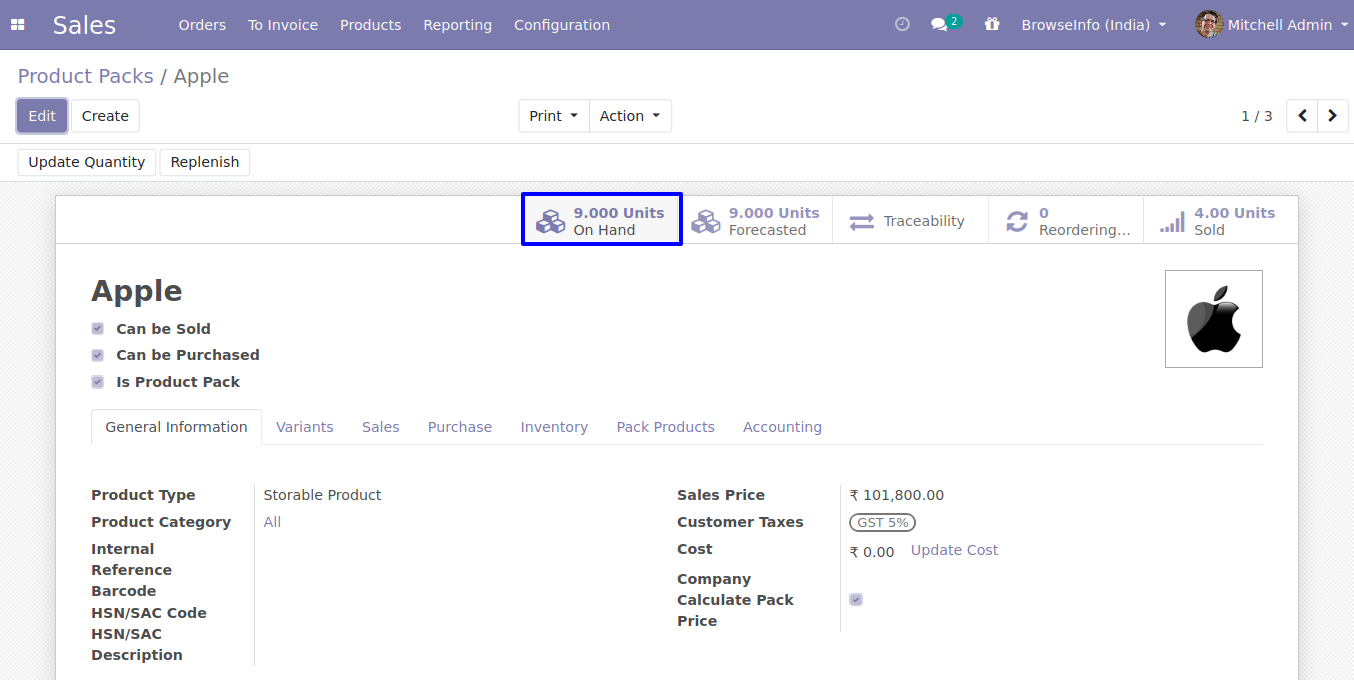 Sales
Orders To Invoice Products Reporting Configuration
2 BrowseInfo (India) Mitchell Admin
Product Packs / Apple
Edit Create
Print Action
1 / 3
Update Quantity Replenish
9.000 Units
On Hand
9.000 Units
Forecasted
Traceability
0
Reordering...
4.00 Units
Sold
Apple
Can be Sold
Can be Purchased
Is Product Pack
General Information Variants Sales Purchase Inventory Pack Products Accounting
Product Type Storable Product
Product Category All
Internal
Reference
Barcode
HSN/SAC Code
HSN/SAC
Description
Sales Price ₹ 101,800.00
Customer Taxes GST 5%
Cost ₹ 0.00 Update Cost
Company
Calculate Pack
Price